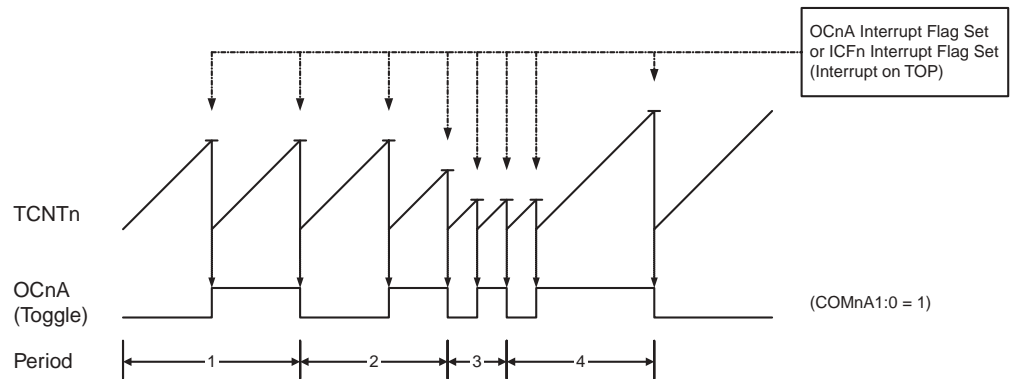 OCnA Interrupt Flag Set
or ICFn Interrupt Flag Set
(Interrupt on TOP)
TCNTn
OCnA
(Toggle)
(COMnA1:0 = 1)
Period
1
2
3
4